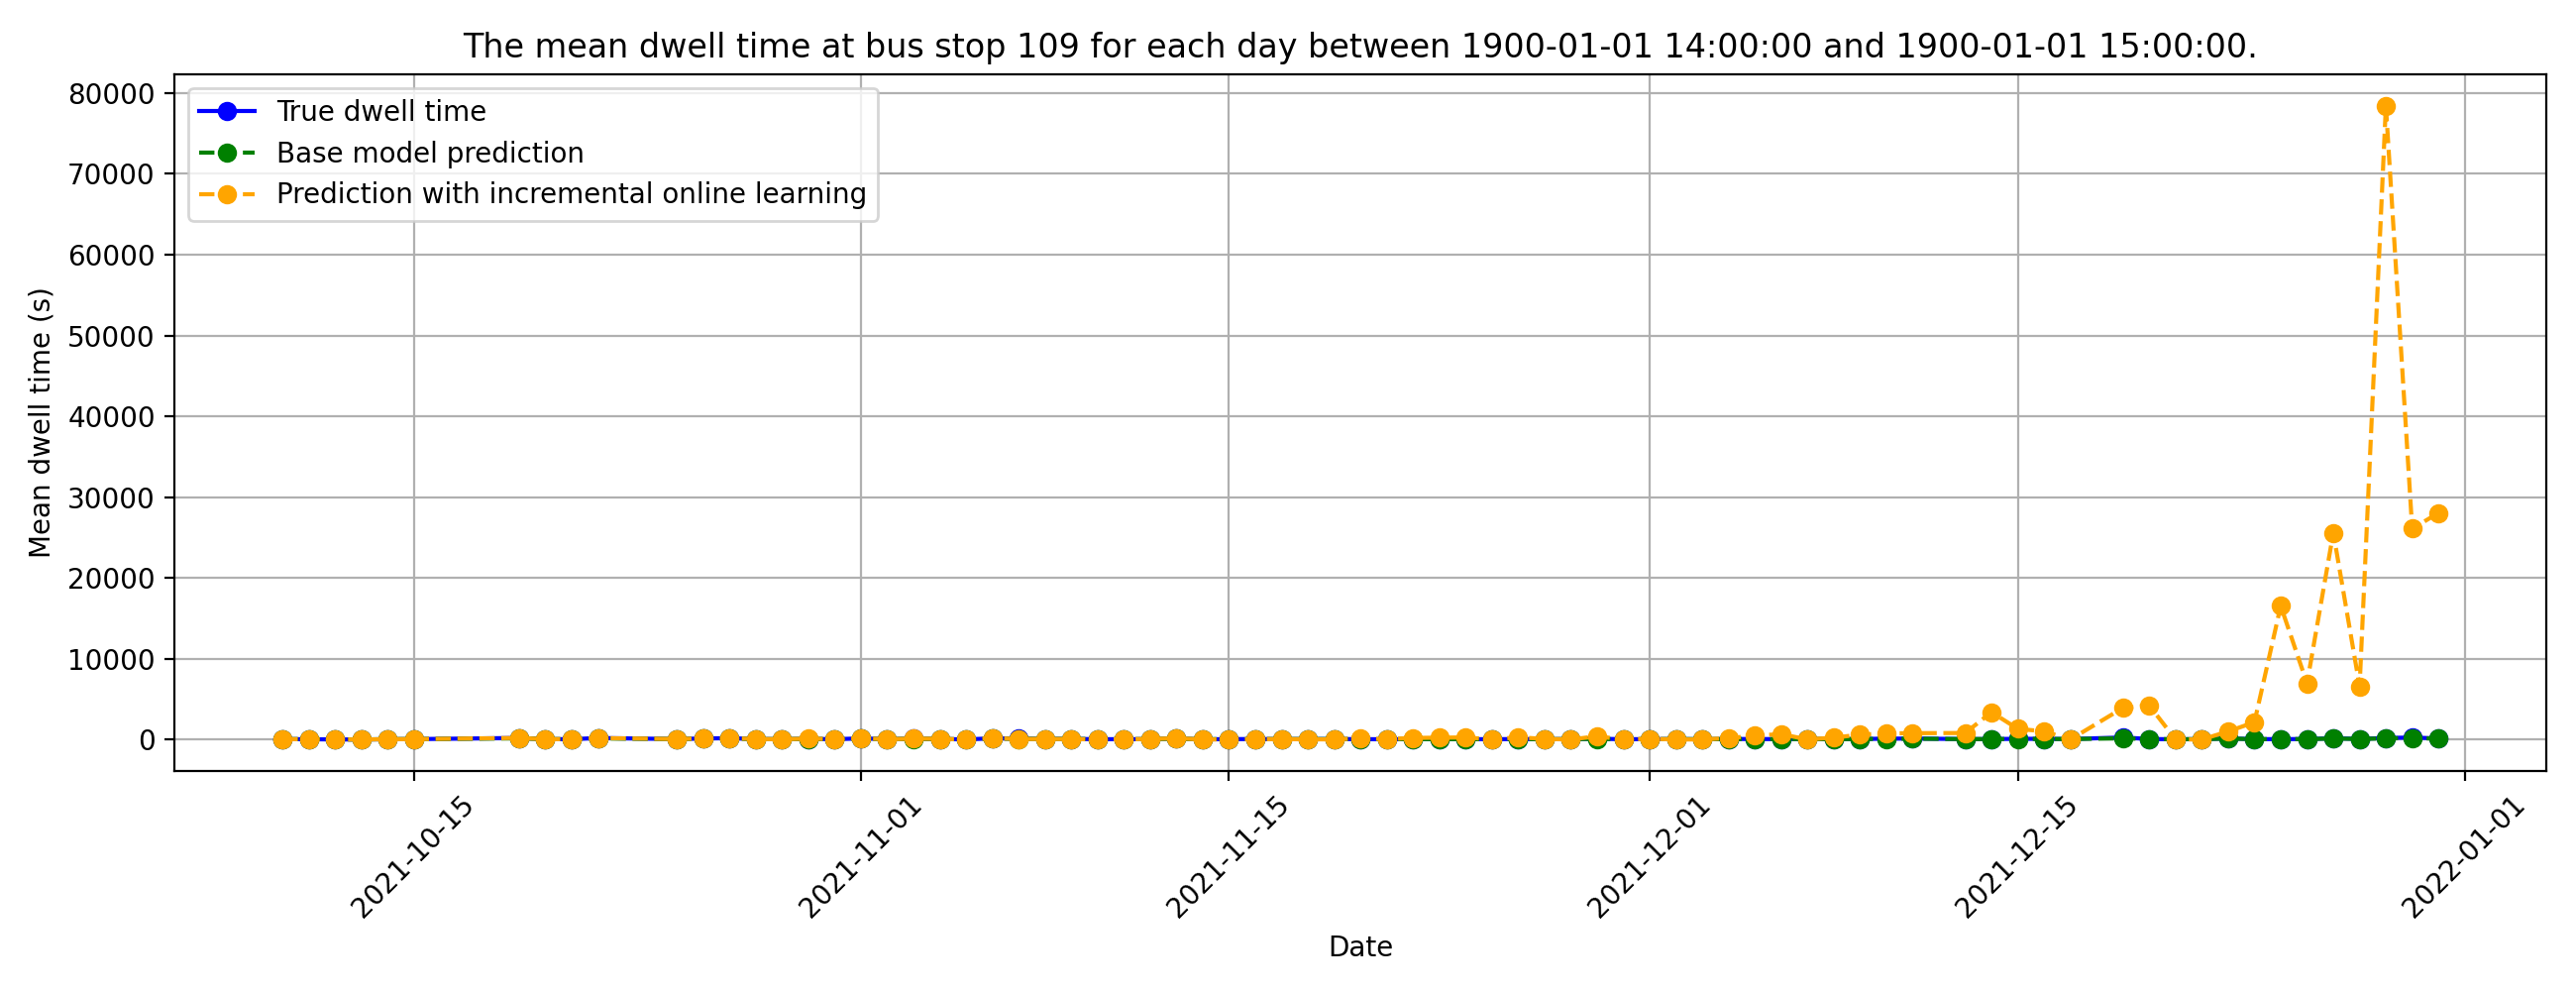 The mean dwell time at bus stop 109 for each day between 1900-01-01 14:00:00 and 1900-01-01 15:00:00.
True dwell time
Base model prediction
Prediction with incremental online learning
Mean dwell time (s)
80000
70000
60000
50000
40000
30000
20000
10000
0
2021-10-15
2021-11-01
2021-11-15
2021-12-01
2021-12-15
2022-01-01
Date